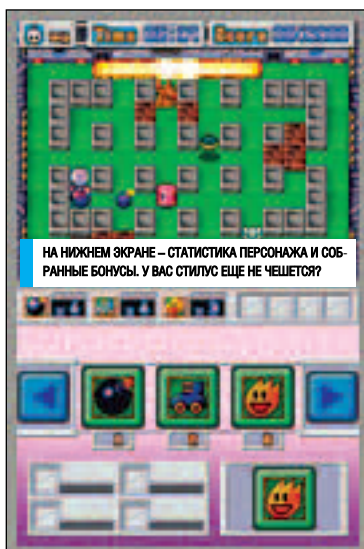 Time
Score
НА НИЖНЕМ ЭКРАНЕ – СТАТИСТИКА ПЕРСОНАЖА И СОБ-
РАННЫЕ БОНУСЫ. У ВАС СТИЛУС ЕЩЕ НЕ ЧЕШЕТСЯ?